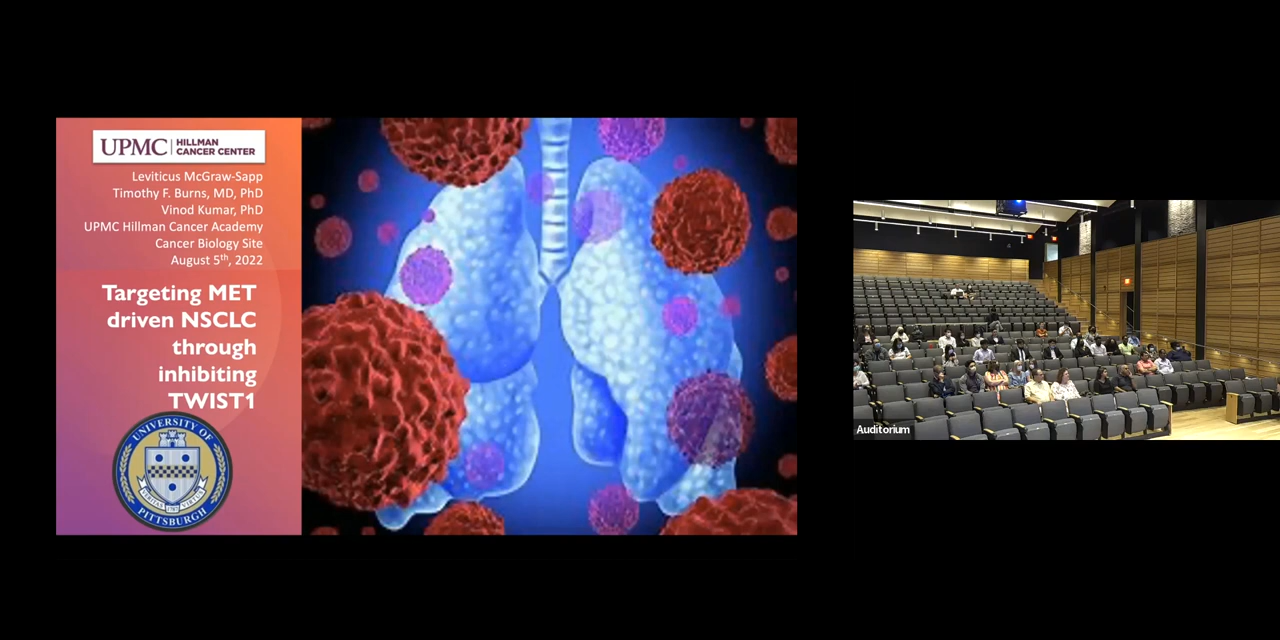 UPMC | HILLMAN
CANCER CENTER
Leviticus McGraw-Sapp
Timothy F. Burns, MD, PhD
Vinod Kumar, PhD
UPMC Hillman Cancer Academy
Cancer Biology Site
August 5th, 2022
Targeting MET
driven NSCLC
through
inhibiting
TWIST1
UNIVERSITY OF
PITTSBURGH
Auditorium